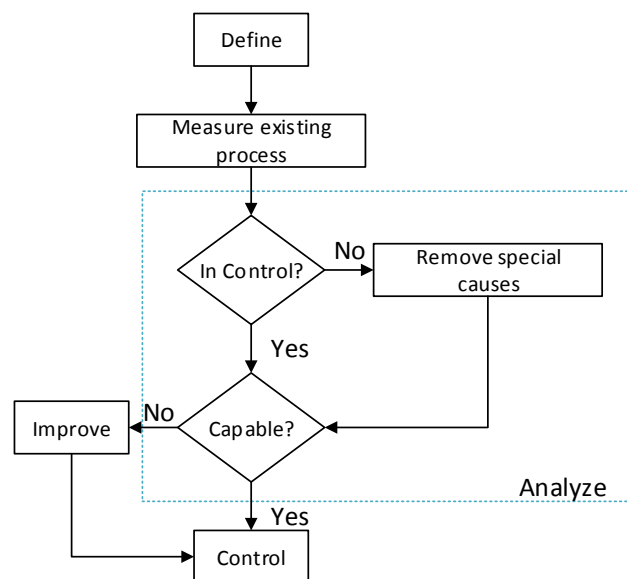 Define
Measure existing
process
In Control?
No
Remove special
causes
Yes
No
Improve
Capable?
Analyze
Yes
Control